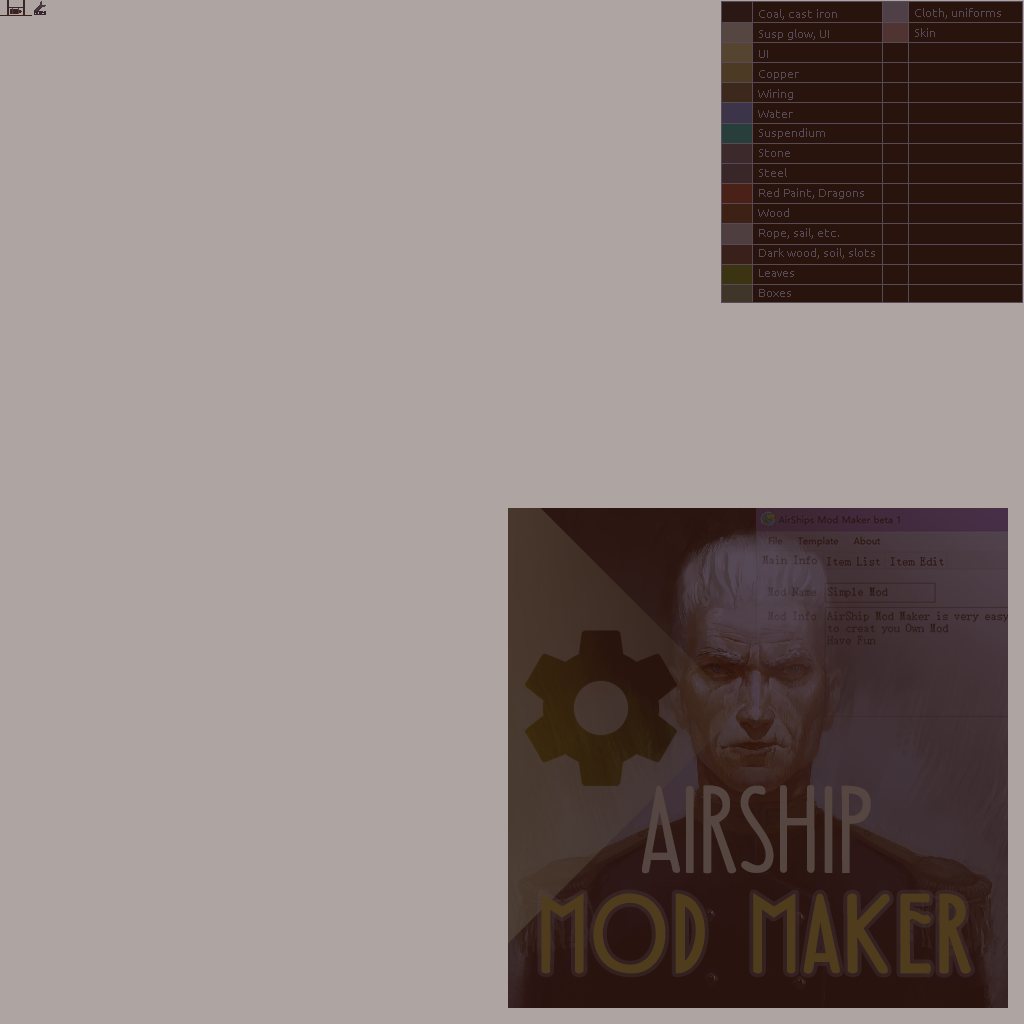 Coal, cast iron
Cloth, uniforms
Susp glow, UI
Skin
UI
Copper
Wiring
Water
Suspendium
Stone
Steel
Red Paint, Dragons
Wood
Rope, sail, etc.
Dark wood, soil, slots
Leaves
Boxes
AirShips Mod Maker beta 1
File Template About
Main Info Item List Item Edit
Mod Name Simple Mod
Mod Info AirShip Mod Maker is very easy
to creat you Own Mod
Have Fun
AIRSHIP
MOD MAKER